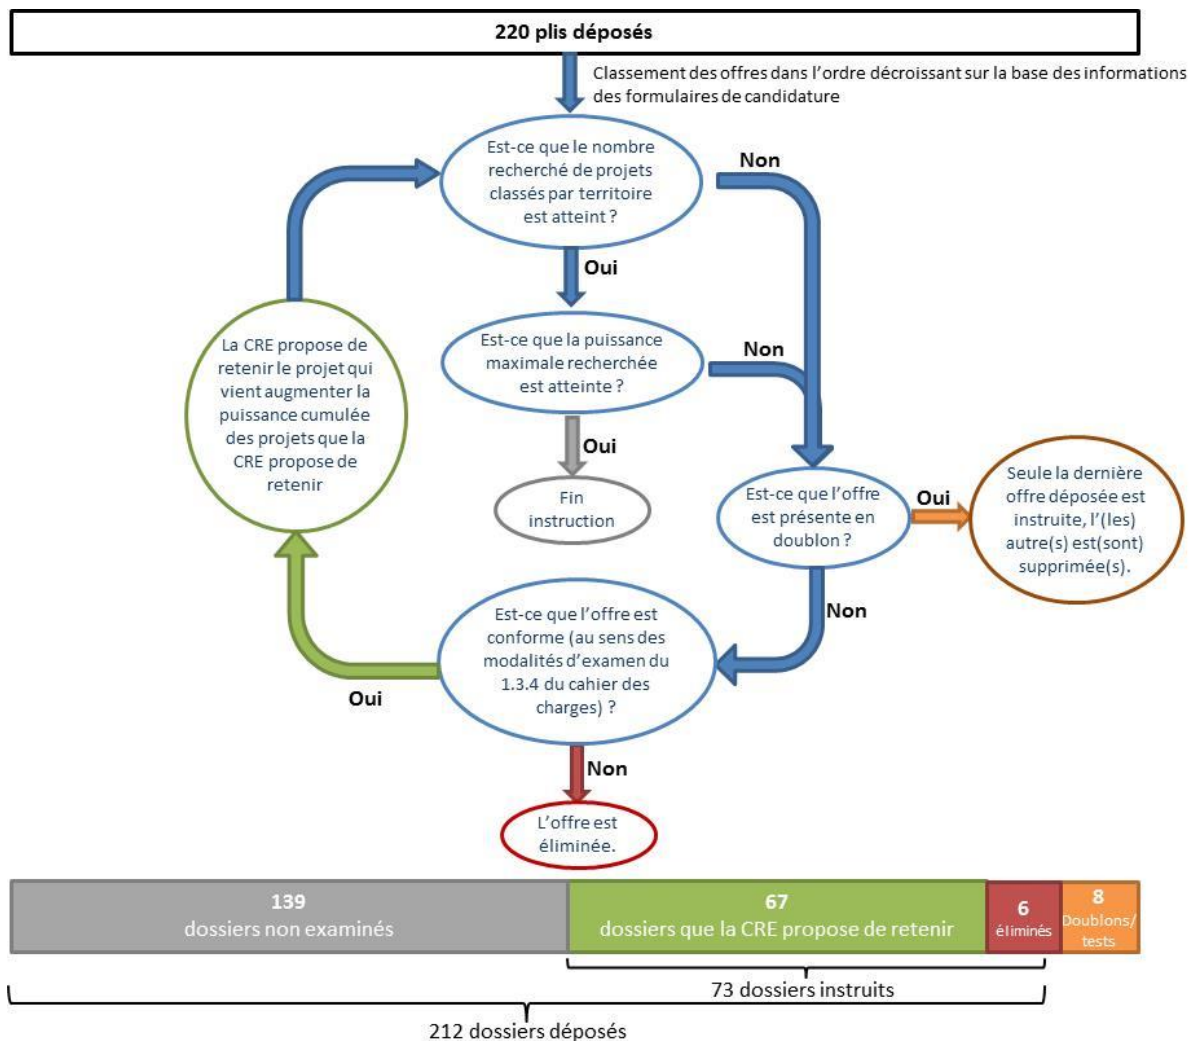 220 plis déposés
Classement des offres dans l’ordre décroissant sur la base des informations
des formulaires de candidature
Est-ce que le nombre
recherché de projets
classés par territoire
est atteint ?
Non
Oui
Est-ce que la puissance
maximale recherchée
est atteinte ?
Non
Oui
Fin
instruction
La CRE propose de
retenir le projet qui
vient augmenter la
puissance cumulée
des projets que la
CRE propose de
retenir
Est-ce que l’offre
est présente en
doublon ?
Oui
Seule la dernière
offre déposée est
instruite, l’(les)
autre(s) est(sont)
supprimée(s).
Non
Est-ce que l’offre est
conforme (au sens des
modalités d’examen du
1.3.4 du cahier des
charges) ?
Oui
Non
L’offre est
éliminée.
139
dossiers non examinés
67
dossiers que la CRE propose de retenir
6
éliminés
8
Doublons/
tests
73 dossiers instruits
212 dossiers déposés